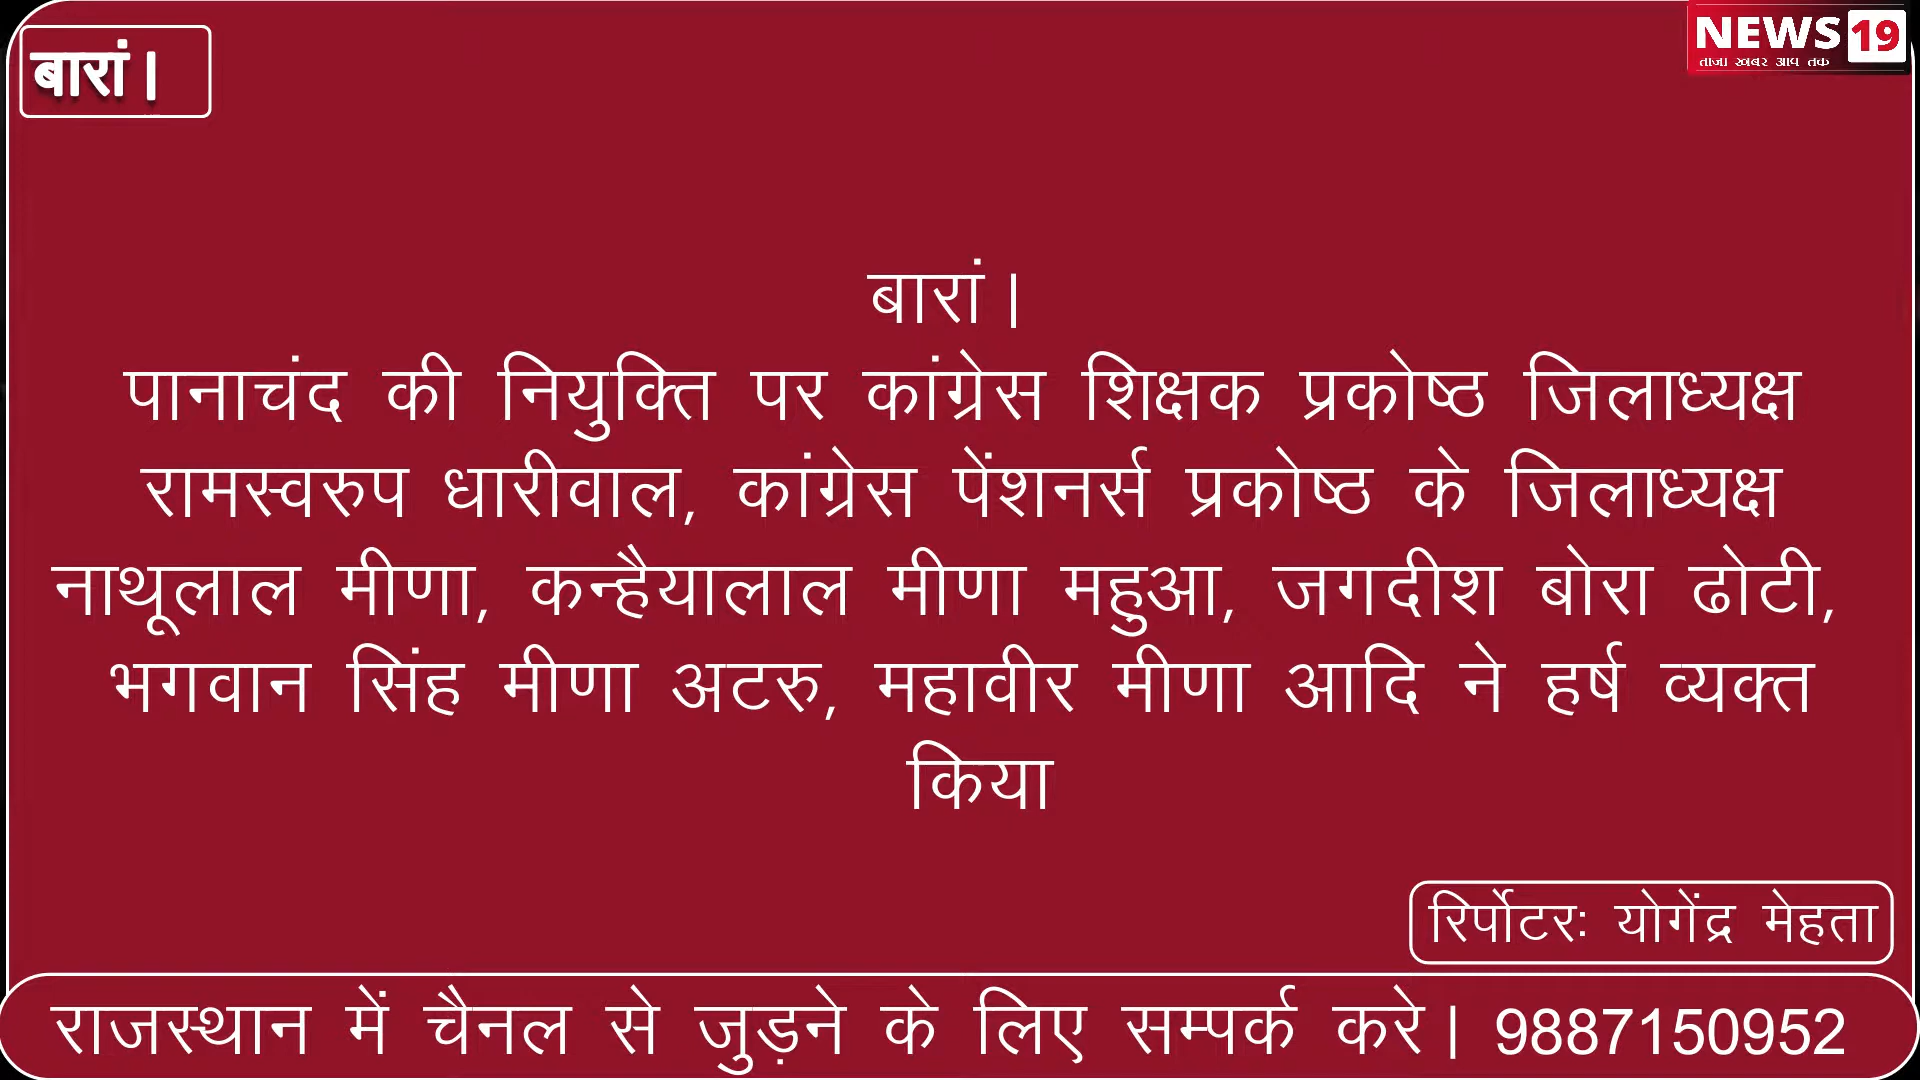 बारां।
NEWS 19
ताजा खबर आप तक
बारां।
पानाचंद की नियुक्ति पर कांग्रेस शिक्षक प्रकोष्ठ जिलाध्यक्ष
रामस्वरुप धारीवाल, कांग्रेस पेंशनर्स प्रकोष्ठ के जिलाध्यक्ष
नाथूलाल मीणा, कन्हैयालाल मीणा महुआ, जगदीश बोरा ढोटी,
भगवान सिंह मीणा अटरु, महावीर मीणा आदि ने हर्ष व्यक्त
किया
रिर्पोटरः योगेंद्र मेहता
राजस्थान में चैनल से जुड़ने के लिए सम्पर्क करे। 9887150952